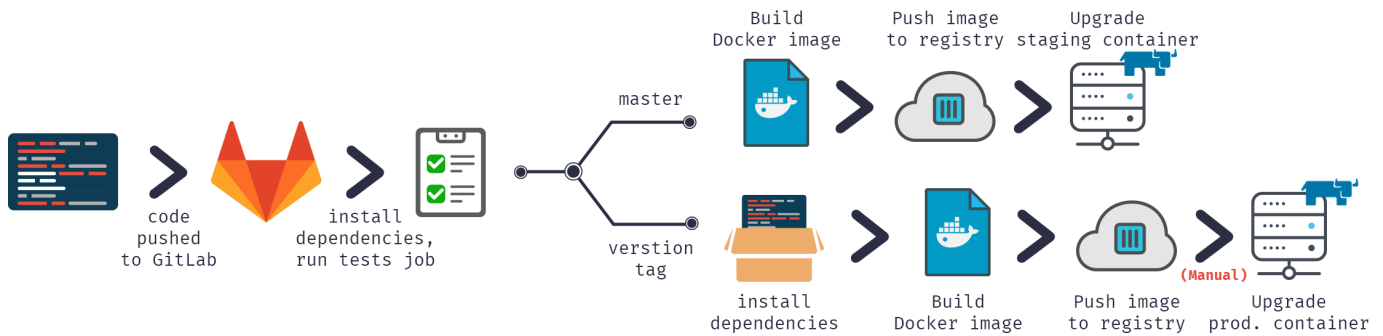 Build
Docker image
Push image
to registry
Upgrade
staging container
master
code
pushed
to GitLab
install
dependencies,
run tests job
verstion
tag
install
dependencies
Build
Docker image
Push image
to registry
(Manual)
Upgrade
prod. container